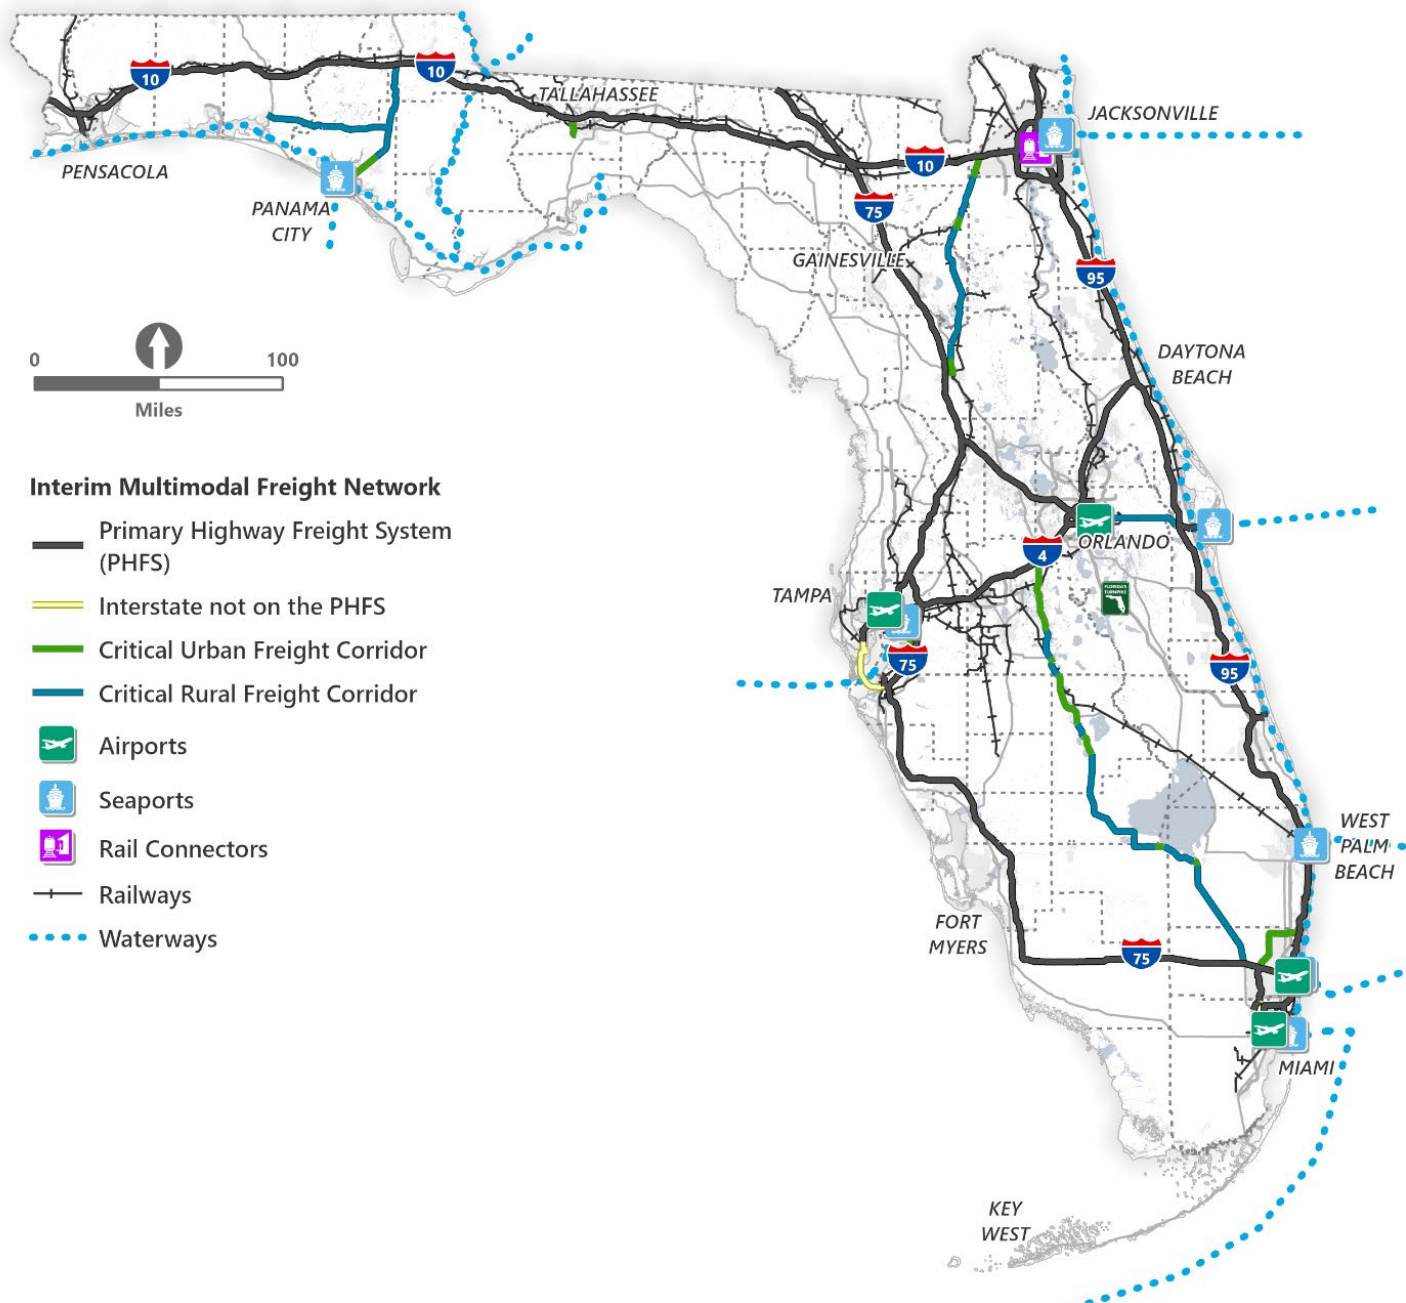 10
10
TALLAHASSEE
JACKSONVILLE
PENSACOLA
10
75
PANAMA
CITY
GAINESVILLE
95
0
100
Miles
DAYTONA
BEACH
Interim Multimodal Freight Network
Primary Highway Freight System
(PHFS)
Interstate not on the PHFS
Critical Urban Freight Corridor
Critical Rural Freight Corridor
Airports
Seaports
Rail Connectors
Railways
Waterways
ORLANDO
4
TAMPA
FLORIDA'S
TURNPIKE
75
95
WEST
PALM
BEACH
FORT
MYERS
75
MIAMI
KEY
WEST